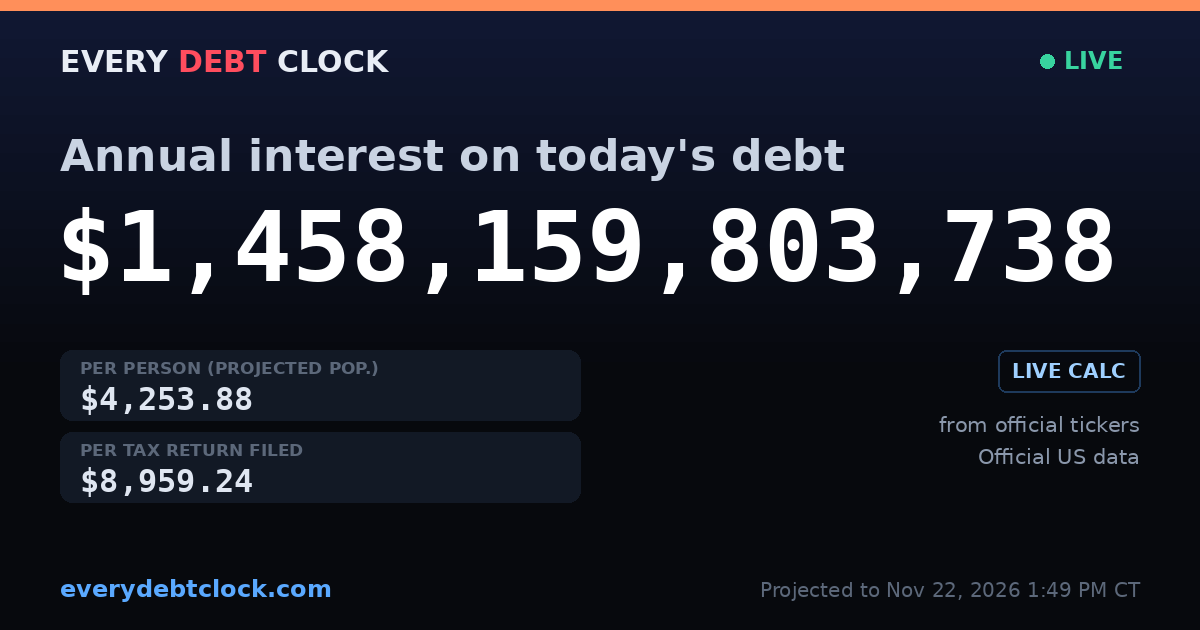 EVERY DEBT CLOCK
LIVE
Annual interest on today's debt
$1,458,159,803,738
PER PERSON (PROJECTED POP.)
$4,253.88
PER TAX RETURN FILED
$8,959.24
LIVE CALC
from official tickers
Official US data
everydebtclock.com
Projected to Nov 22, 2026 1:49 PM CT